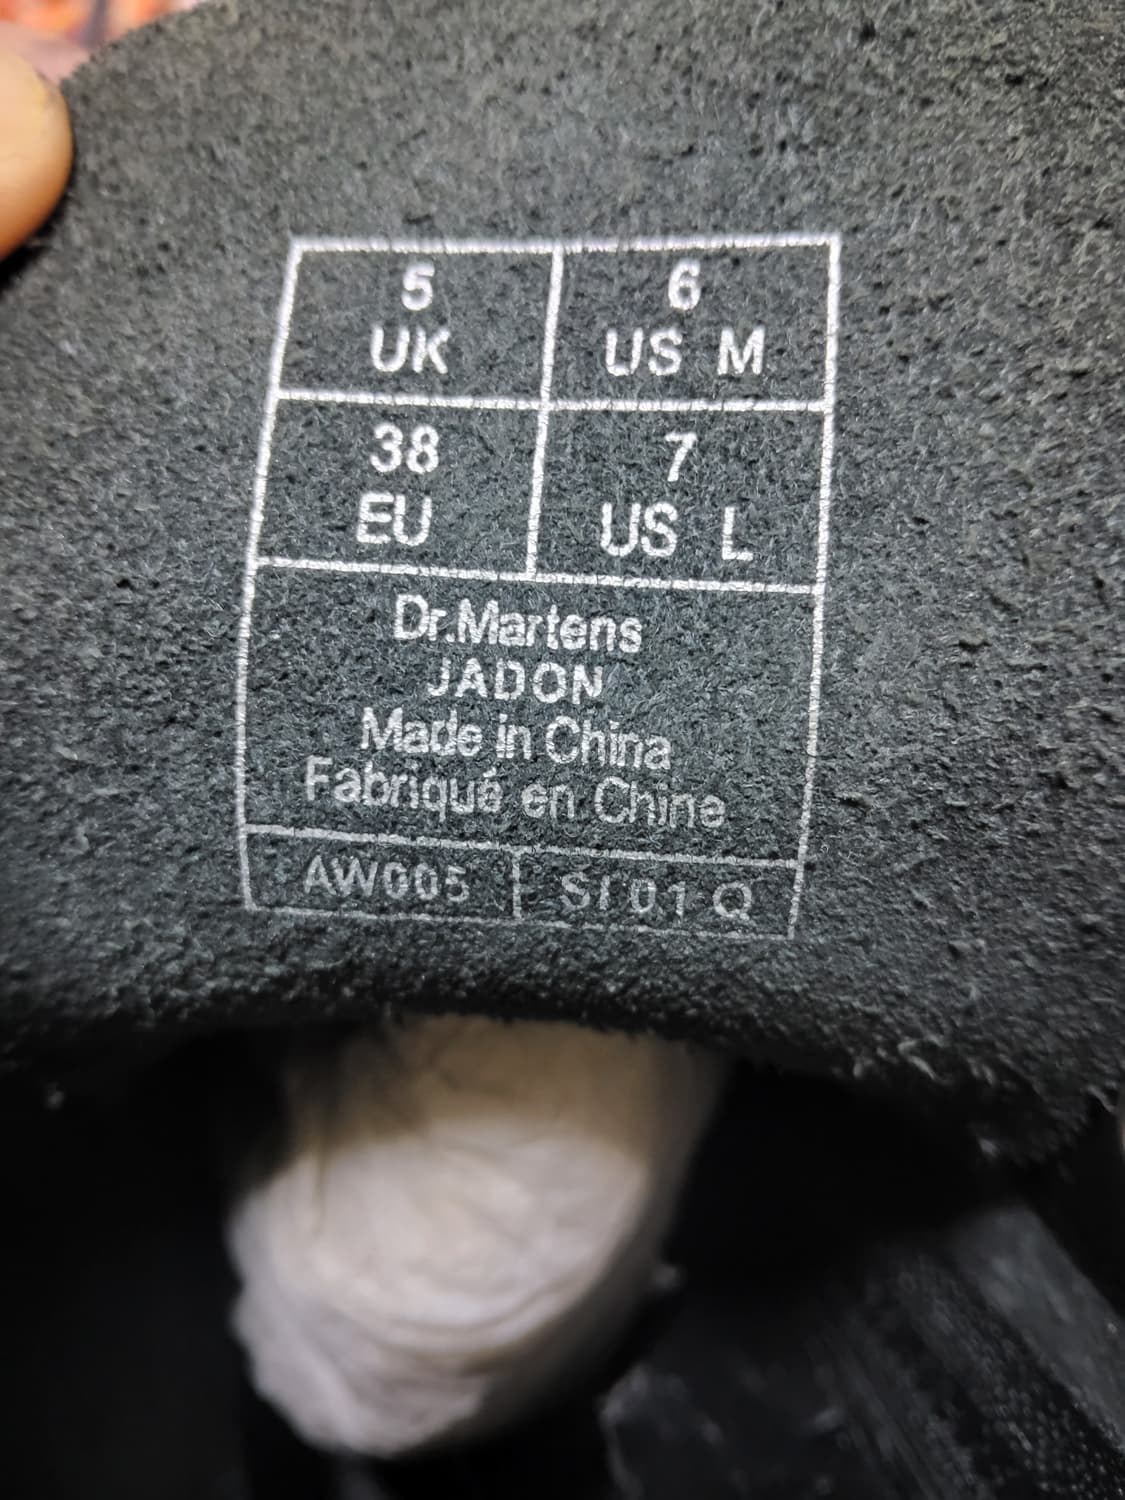 5
UK
6
US M
38
EU
7
US L
Dr.Martens
JADON
Made in China
Fabriqué en Chine
AW005
SI 01 Q